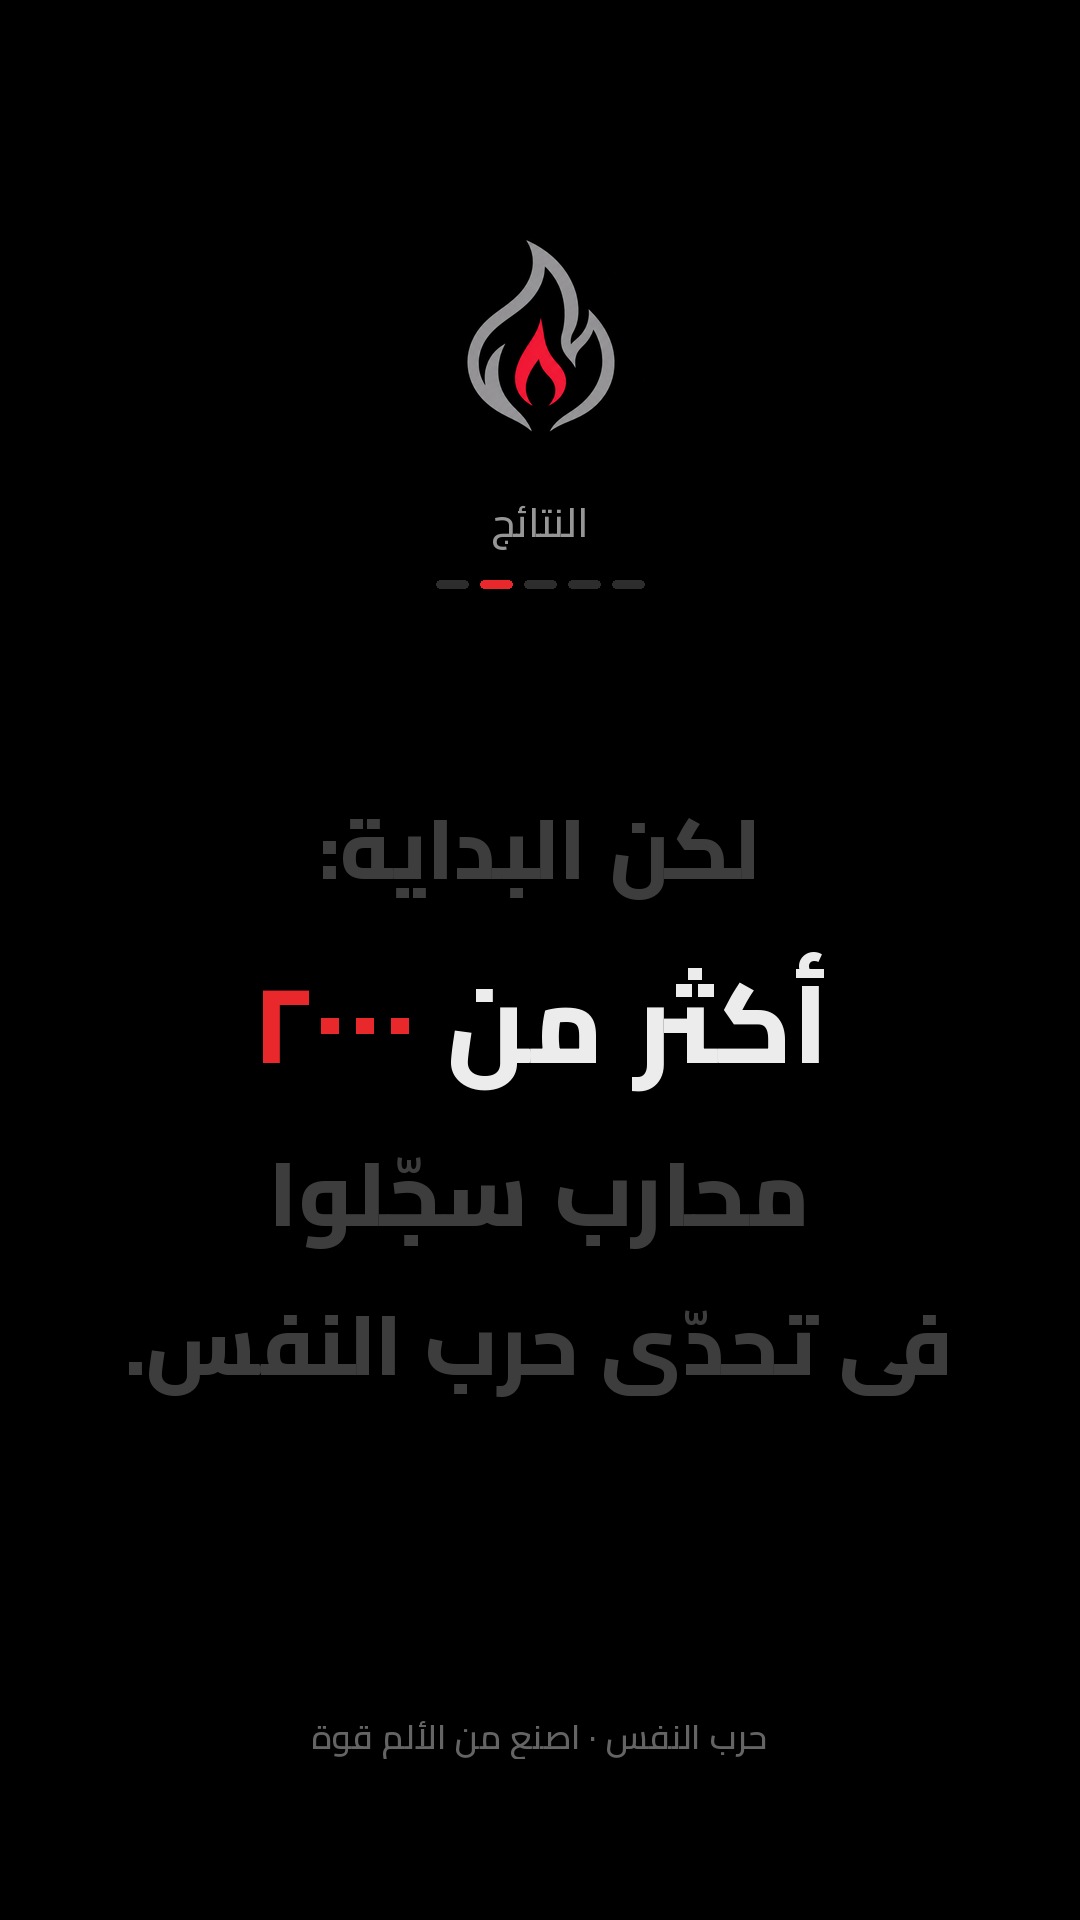 النتائج
لكن البداية:
أكثر من ٢٠٠٠
محارب سجّلوا
فى تحدّى حرب النفس.
حرب النفس · اصنع من الألم قوة